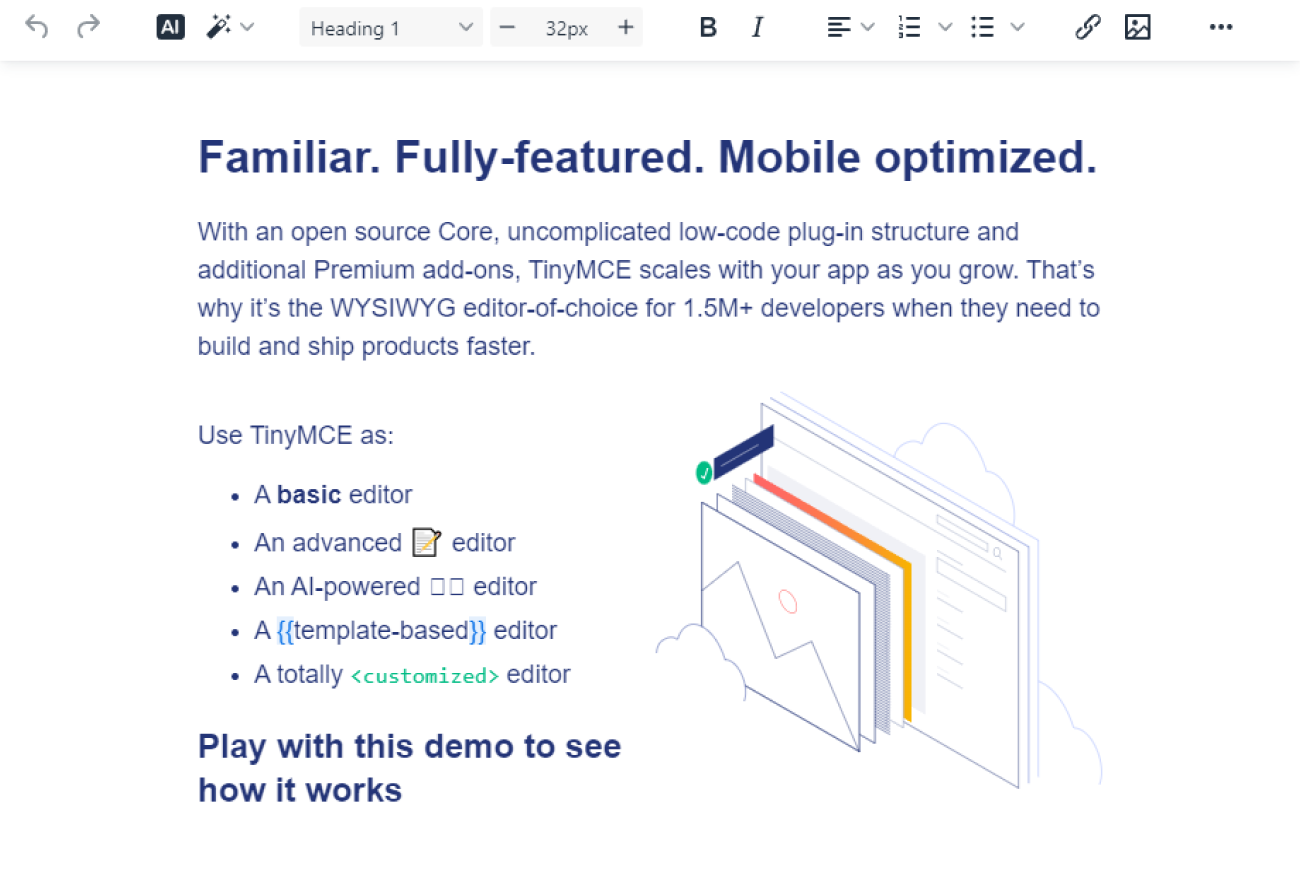 AI
Heading 1
32px
B
I
Familiar. Fully-featured. Mobile optimized.
With an open source Core, uncomplicated low-code plug-in structure and
additional Premium add-ons, TinyMCE scales with your app as you grow. That’s
why it’s the WYSIWYG editor-of-choice for 1.5M+ developers when they need to
build and ship products faster.
Use TinyMCE as:
• A basic editor
• An advanced 📝 editor
• An AI-powered □□ editor
• A {{template-based}} editor
• A totally <customized> editor
Play with this demo to see
how it works